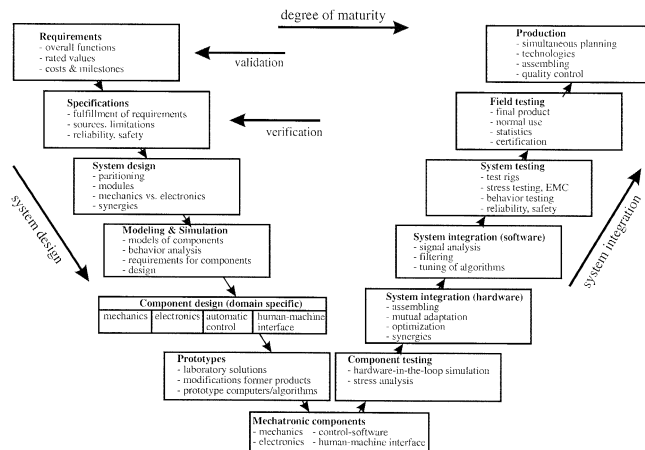 degree of maturity
Requirements
- overall functions
- rated values
- costs & milestones
validation
Production
- simultaneous planning
- technologies
- assembling
- quality control
Specifications
- fulfillment of requirements
- sources, limitations
- reliability, safety
verification
Field testing
- final product
- normal use
- statistics
- certification
System design
- paritioning
- modules
- mechanics vs. electronics
- synergics
System testing
- test rigs
- stress testing, EMC
- behavior testing
- reliability, safety
system design
Modeling & Simulation
- models of components
- behavior analysis
- requirements for components
- design
System integration (software)
- signal analysis
- filtering
- tuning of algorithms
system integration
Component design (domain specific)
mechanics
electronics
automatic
control
human-machine
interface
System integration (hardware)
- assembling
- mutual adaptation
- optimization
- synergics
Prototypes
- laboratory solutions
- modifications former products
- prototype computers/algorithms
Component testing
- hardware-in-the-loop simulation
- stress analysis
Mechatronic components
- mechanics - control-software
- electronics - human-machine interface